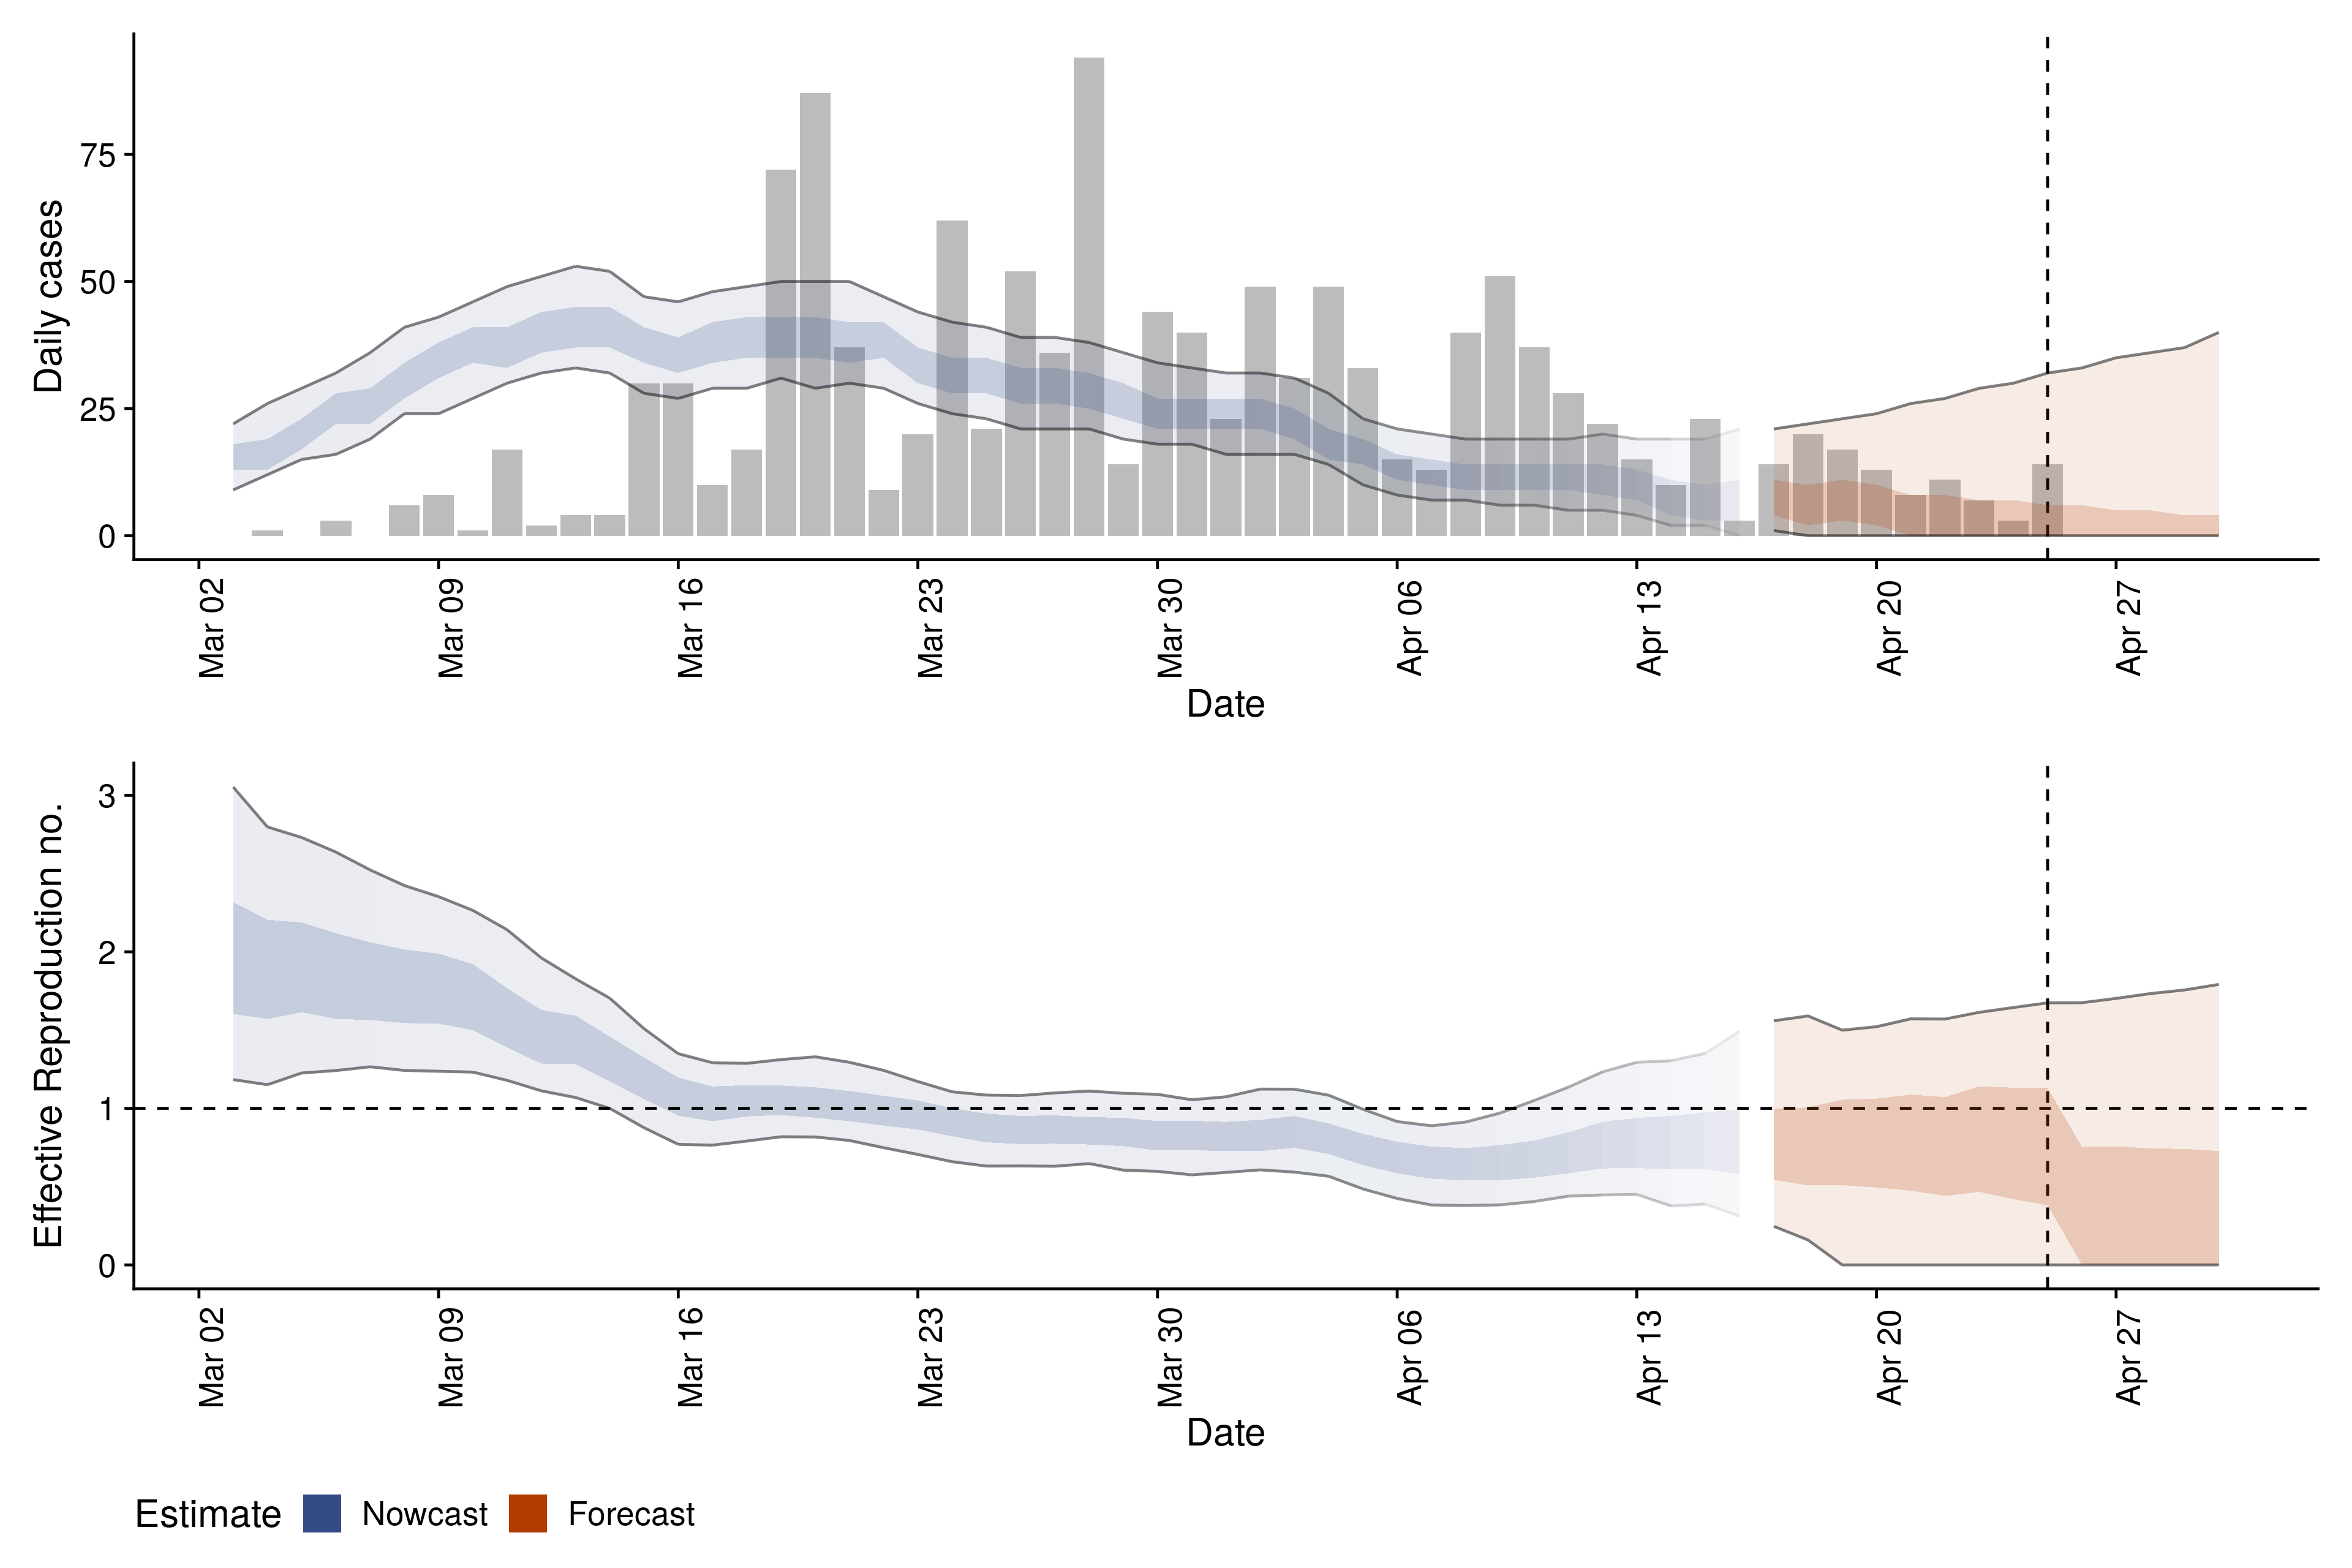 Daily cases
75
50
25
0
Mar 02
Mar 09
Mar 16
Mar 23
Mar 30
Apr 06
Apr 13
Apr 20
Apr 27
Date
Effective Reproduction no.
3
2
1
0
Mar 02
Mar 09
Mar 16
Mar 23
Mar 30
Apr 06
Apr 13
Apr 20
Apr 27
Date
Estimate Nowcast Forecast